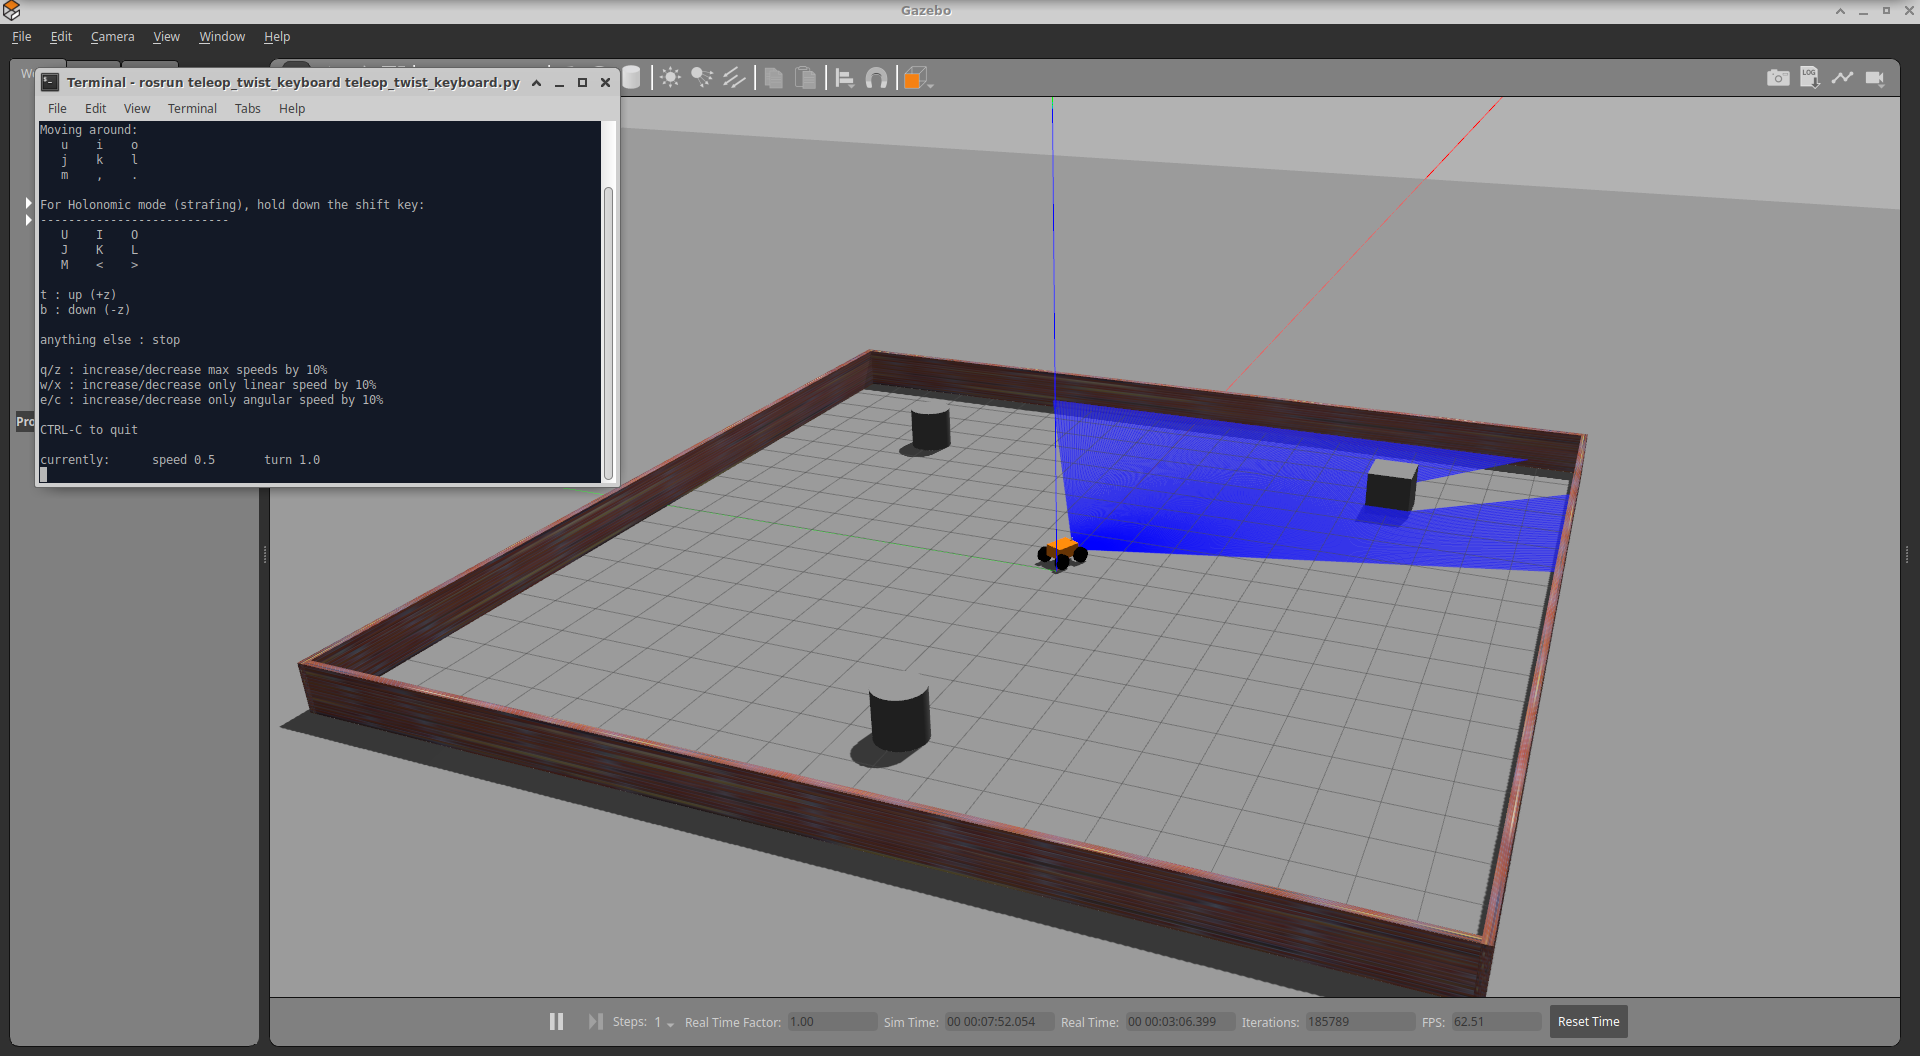 Gazebo
File Edit Camera View Window Help
Terminal - rosrun teleop_twist_keyboard teleop_twist_keyboard.py
File Edit View Terminal Tabs Help
Moving around:
u i o
j k l
m , .
For Holonomic mode (strafing), hold down the shift key:
---------------------------
U I O
J K L
M < >
t : up (+z)
b : down (-z)
anything else : stop
q/z : increase/decrease max speeds by 10%
w/x : increase/decrease only linear speed by 10%
e/c : increase/decrease only angular speed by 10%
CTRL-C to quit
currently: speed 0.5 turn 1.0
LOG
Steps: 1 Real Time Factor: 1.00 Sim Time: 00 00:07:52.054 Real Time: 00 00:03:06.399 Iterations: 185789 FPS: 62.51 Reset Time